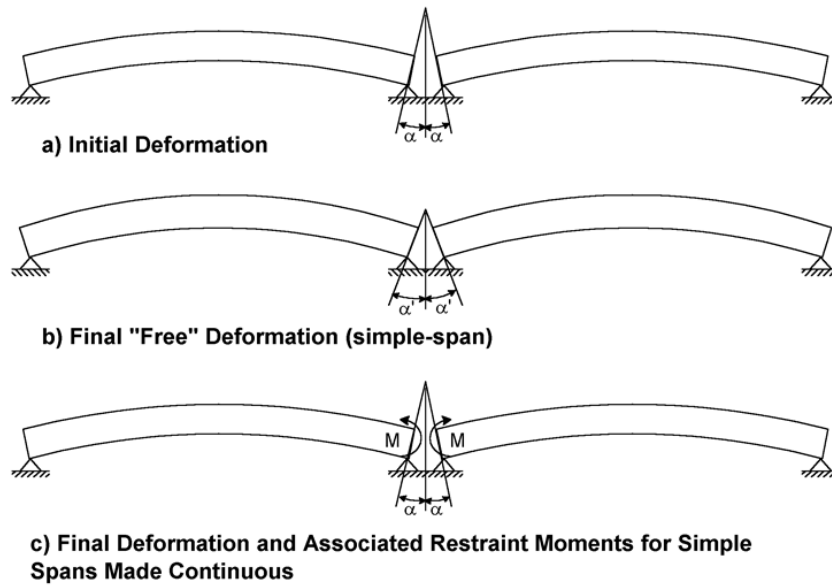 α α
a) Initial Deformation
α' α'
b) Final "Free" Deformation (simple-span)
M M
α α
c) Final Deformation and Associated Restraint Moments for Simple
Spans Made Continuous